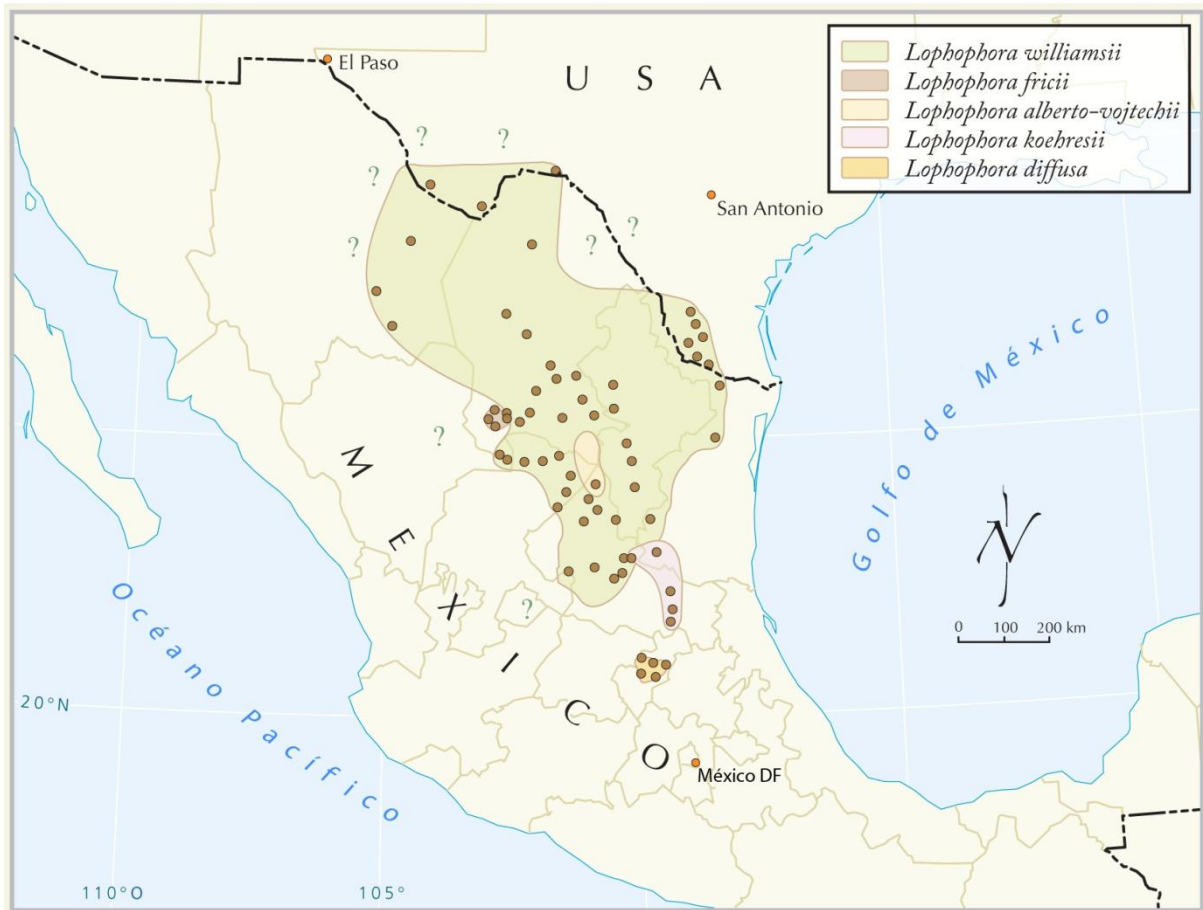 El Paso
U S A
Lophophora williamsii
Lophophora fricii
Lophophora alberto-vojtechii
Lophophora koehresii
Lophophora diffusa
?
?
?
?
?
?
San Antonio
Golfo de México
?
MEXICO
N
0 100 200 km
?
Océano Pacífico
20°N
México DF
110°O
105°